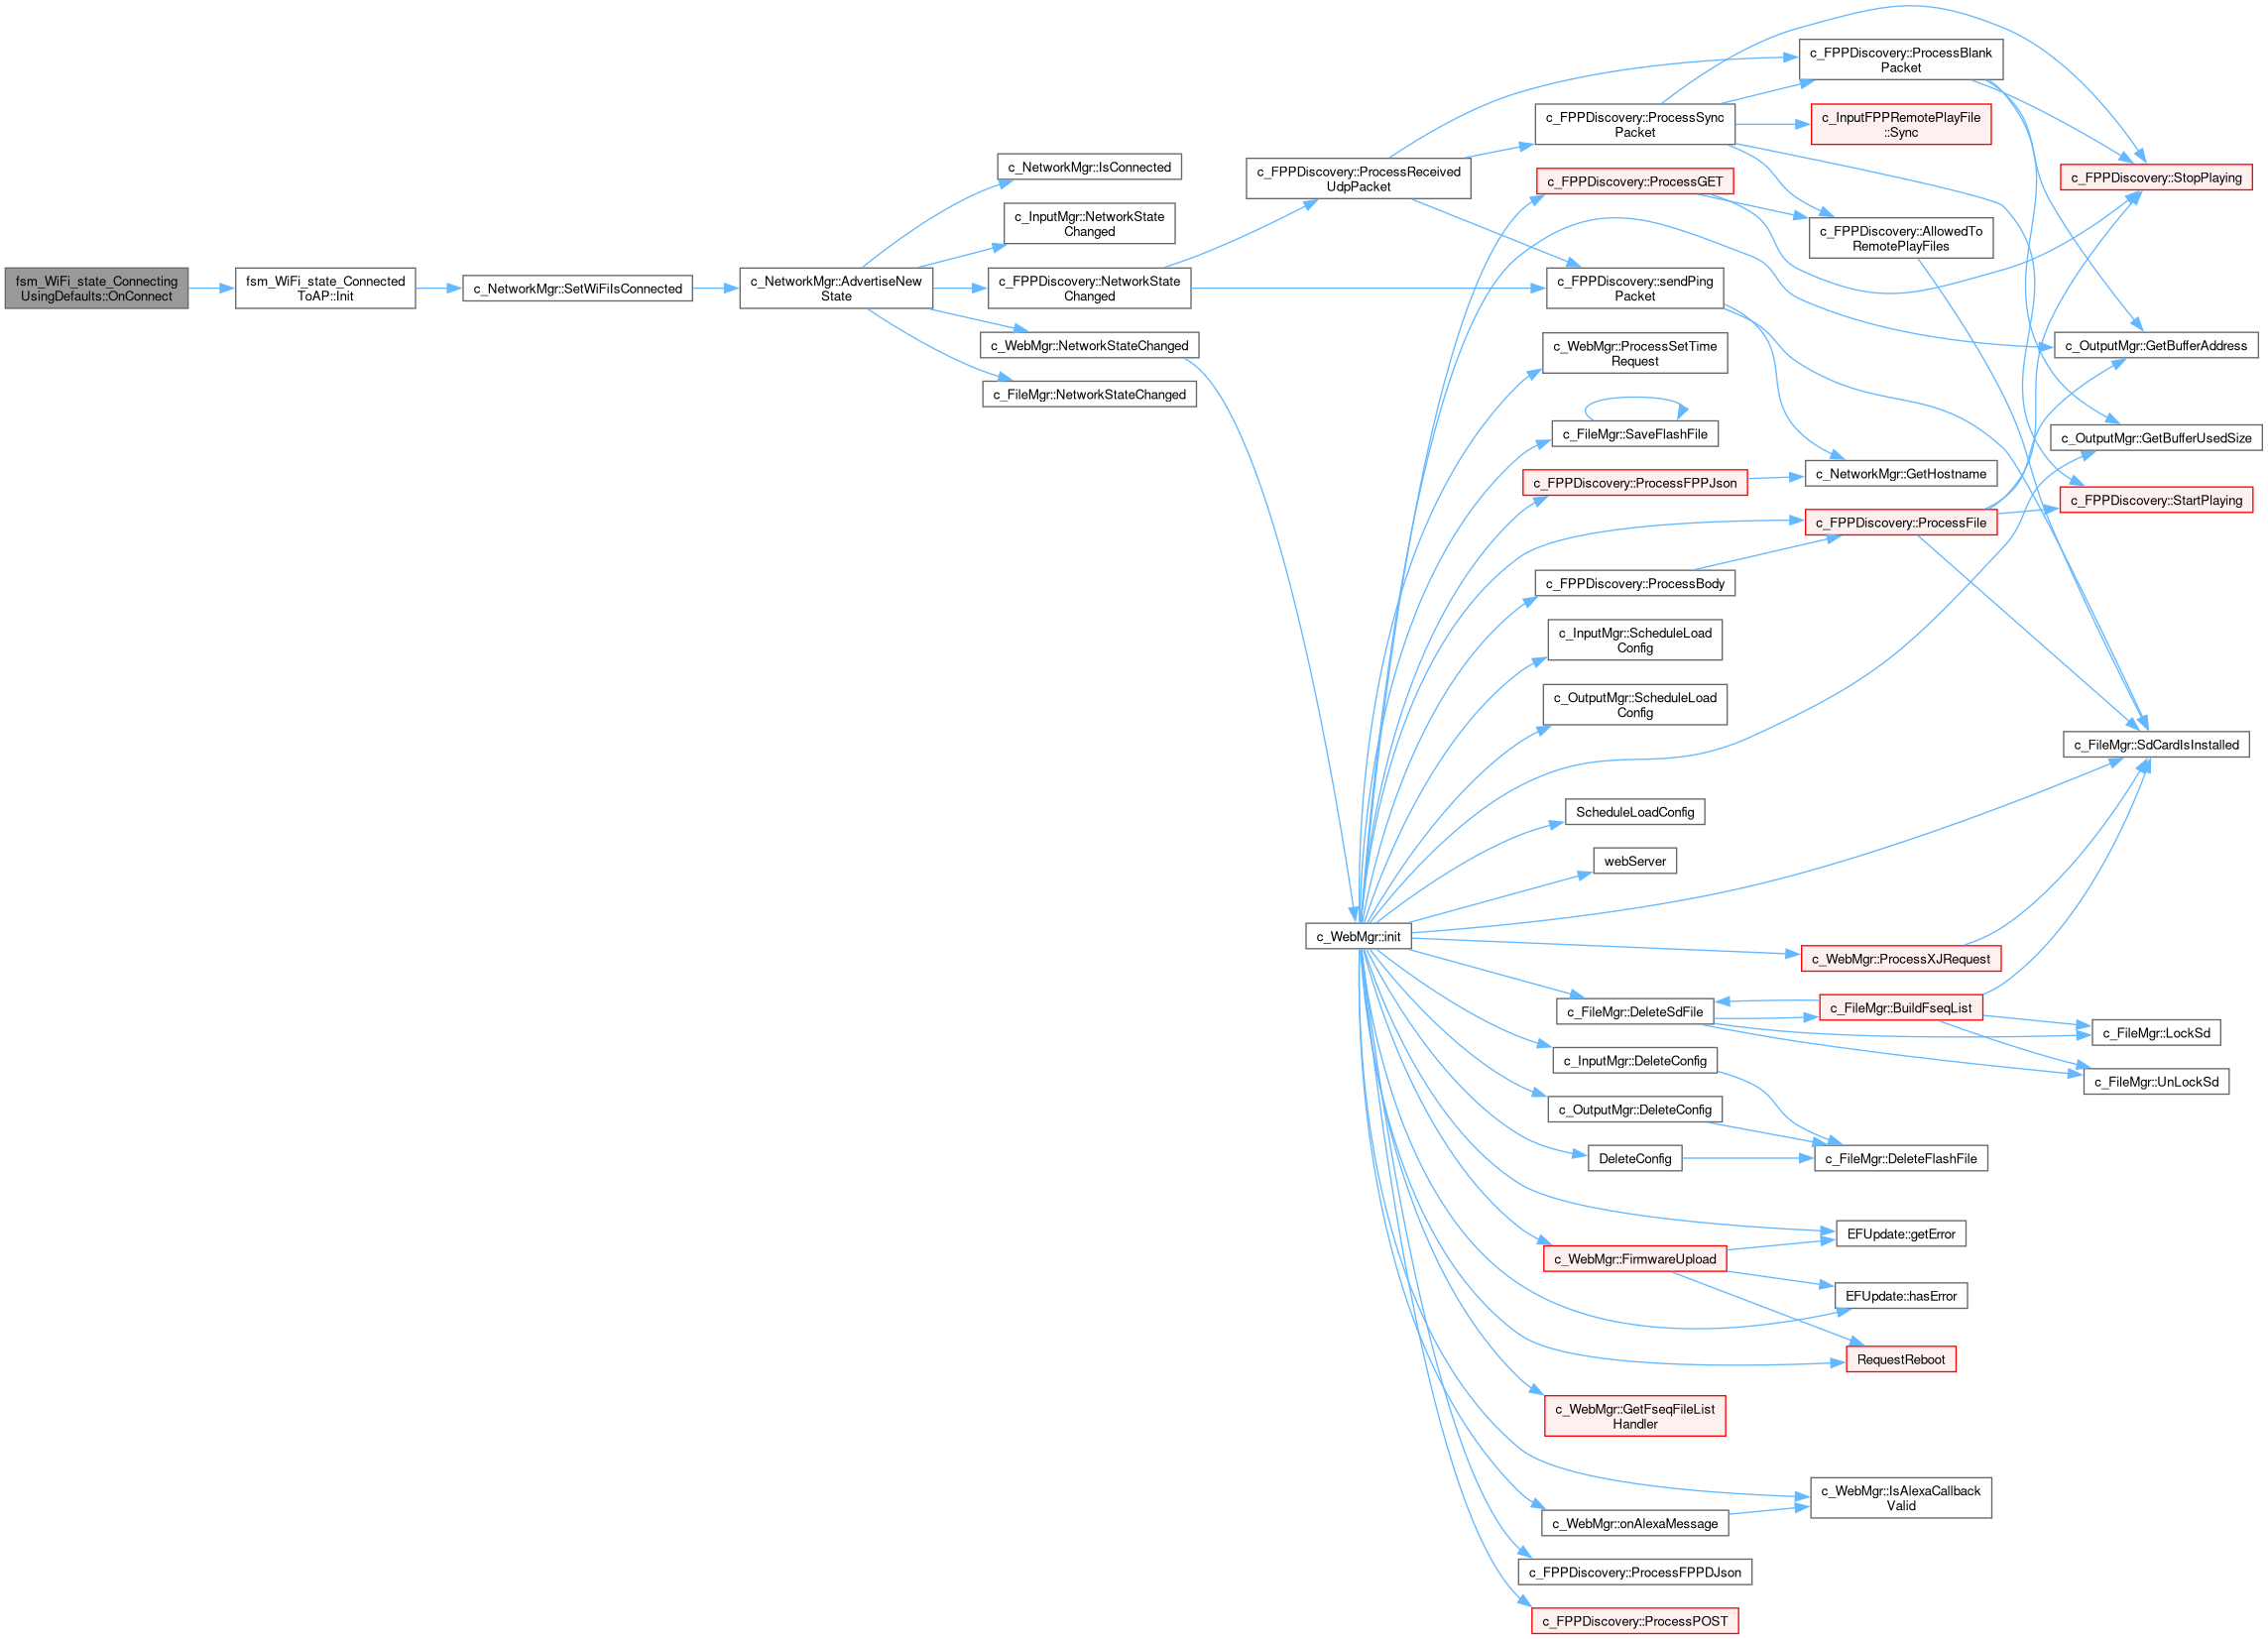 fsm_WiFi_state_Connecting
UsingDefaults::OnConnect
fsm_WiFi_state_Connected
ToAP::Init
c_NetworkMgr::SetWiFiIsConnected
c_NetworkMgr::AdvertiseNew
State
c_NetworkMgr::IsConnected
c_InputMgr::NetworkState
Changed
c_FPPDiscovery::NetworkState
Changed
c_WebMgr::NetworkStateChanged
c_FileMgr::NetworkStateChanged
c_FPPDiscovery::ProcessReceived
UdpPacket
c_WebMgr::init
c_FPPDiscovery::ProcessSync
Packet
c_FPPDiscovery::ProcessGET
c_FPPDiscovery::sendPing
Packet
c_WebMgr::ProcessSetTime
Request
c_FileMgr::SaveFlashFile
c_FPPDiscovery::ProcessFPPJson
c_FPPDiscovery::ProcessBody
c_InputMgr::ScheduleLoad
Config
c_OutputMgr::ScheduleLoad
Config
ScheduleLoadConfig
webServer
c_FileMgr::DeleteSdFile
c_InputMgr::DeleteConfig
c_OutputMgr::DeleteConfig
DeleteConfig
c_WebMgr::FirmwareUpload
c_WebMgr::GetFseqFileList
Handler
c_WebMgr::onAlexaMessage
c_FPPDiscovery::ProcessFPPDJson
c_FPPDiscovery::ProcessPOST
c_FPPDiscovery::ProcessBlank
Packet
c_InputFPPRemotePlayFile
::Sync
c_FPPDiscovery::AllowedTo
RemotePlayFiles
c_NetworkMgr::GetHostname
c_FPPDiscovery::ProcessFile
c_WebMgr::ProcessXJRequest
c_FileMgr::BuildFseqList
c_FileMgr::DeleteFlashFile
EFUpdate::getError
EFUpdate::hasError
RequestReboot
c_WebMgr::IsAlexaCallback
Valid
c_FPPDiscovery::StopPlaying
c_OutputMgr::GetBufferAddress
c_OutputMgr::GetBufferUsedSize
c_FPPDiscovery::StartPlaying
c_FileMgr::SdCardIsInstalled
c_FileMgr::LockSd
c_FileMgr::UnLockSd